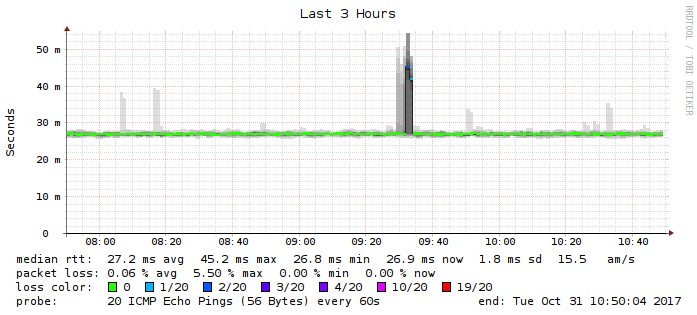 Last 3 Hours
RRDTOOL / TOBI OETIKER
Seconds
50 m
40 m
30 m
20 m
10 m
0
08:00 08:20 08:40 09:00 09:20 09:40 10:00 10:20 10:40
median rtt: 27.2 ms avg 45.2 ms max 26.8 ms min 26.9 ms now 1.8 ms sd 15.5 am/s
packet loss: 0.06 % avg 5.50 % max 0.00 % min 0.00 % now
loss color: 0 1/20 2/20 3/20 4/20 10/20 19/20
probe: 20 ICMP Echo Pings (56 Bytes) every 60s end: Tue Oct 31 10:50:04 2017